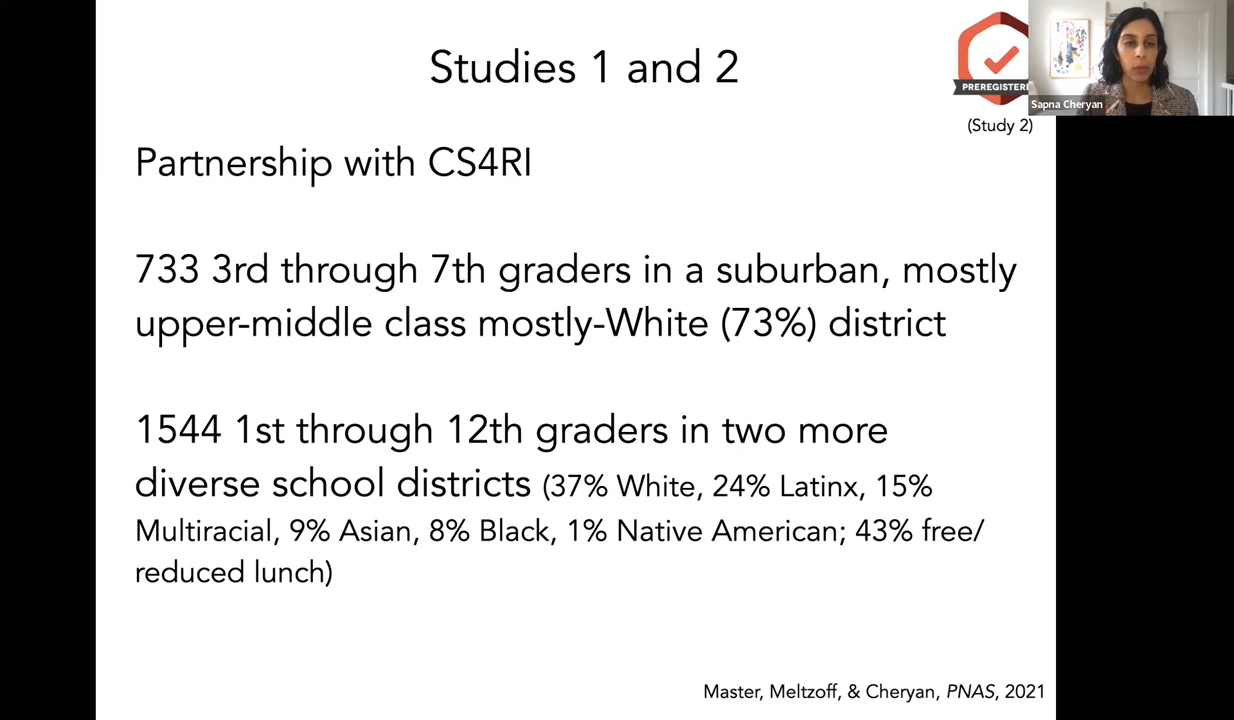 Studies 1 and 2
PREREGISTERE
Sapna Cheryan
(Study 2)
Partnership with CS4RI
733 3rd through 7th graders in a suburban, mostly
upper-middle class mostly-White (73%) district
1544 1st through 12th graders in two more
diverse school districts (37% White, 24% Latinx, 15%
Multiracial, 9% Asian, 8% Black, 1% Native American; 43% free/
reduced lunch)
Master, Meltzoff, & Cheryan, PNAS, 2021